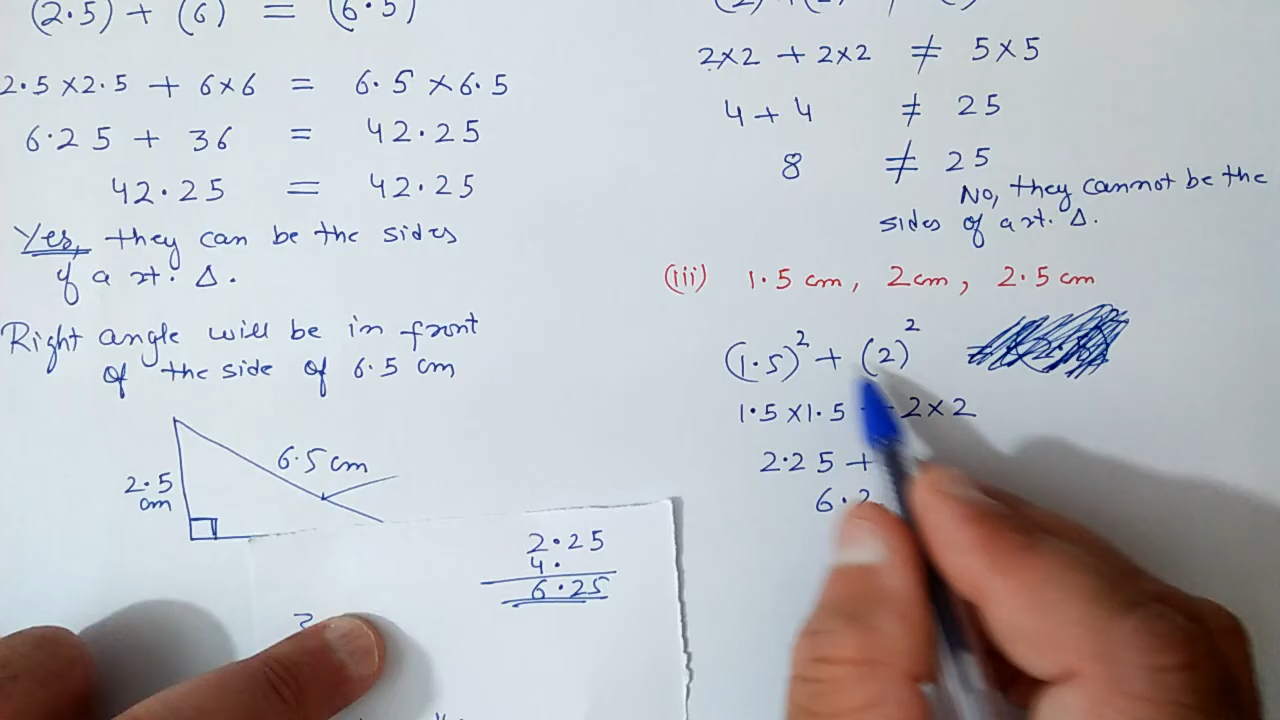 (2.5) + (6) = (6.5)
2.5 × 2.5 + 6×6 = 6.5 × 6.5
6.25 + 36 = 42.25
42.25 = 42.25
Yes, they can be the sides
of a rt. Δ.
Right angle will be in front
of the side of 6.5 cm
6.5 cm
2.5
cm
2.25
4.
6.25
2×2 + 2×2 ≠ 5×5
4 + 4 ≠ 25
8 ≠ 25
No, they cannot be the
sides of a rt. Δ.
(iii) 1.5 cm, 2cm, 2.5 cm
(1.5)² + (2)²
1.5 × 1.5 + 2×2
2.25 +
6.2